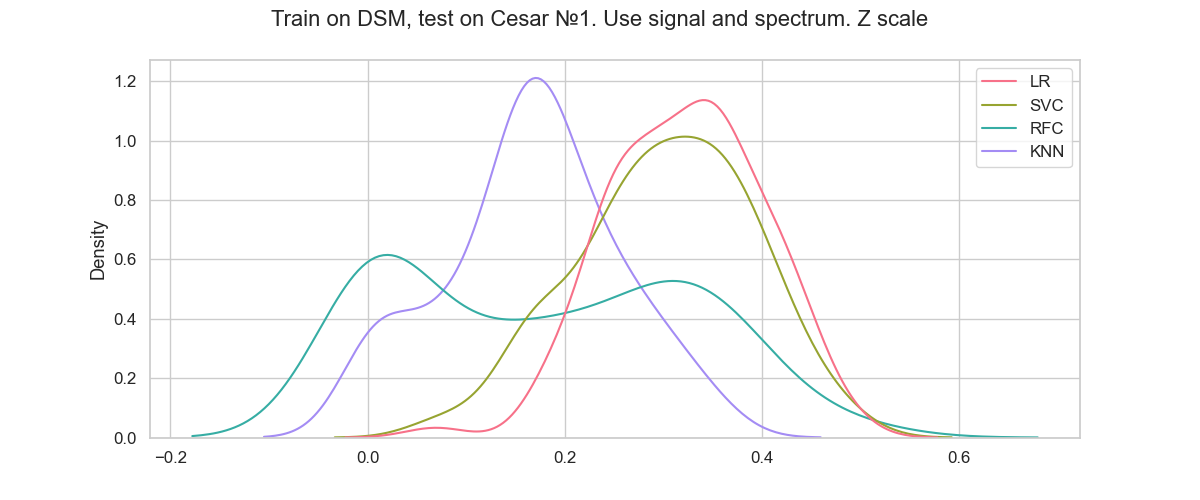 Train on DSM, test on Cesar №1. Use signal and spectrum. Z scale
LR
SVC
RFC
KNN
Density
1.2
1.0
0.8
0.6
0.4
0.2
0.0
−0.2
0.0
0.2
0.4
0.6